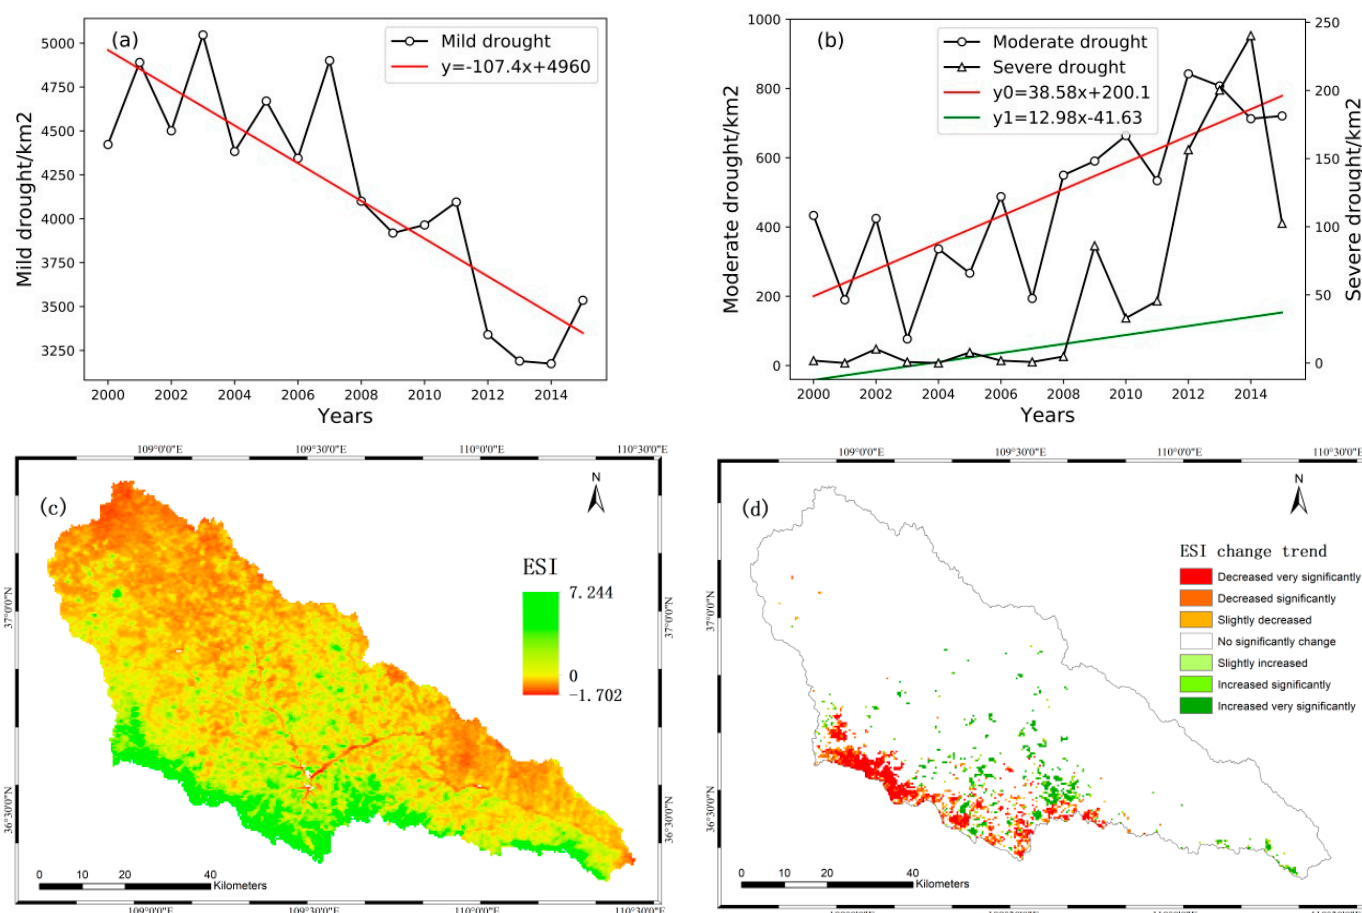 (a)
Mild drought
y=-107.4x+4960
5000
4750
4500
4250
4000
3750
3500
3250
Mild drought/km2
2000 2002 2004 2006 2008 2010 2012 2014
Years
(b)
Moderate drought
Severe drought
y0=38.58x+200.1
y1=12.98x-41.63
1000
800
600
400
200
0
Moderate drought/km2
250
200
150
100
50
0
Severe drought/km2
2000 2002 2004 2006 2008 2010 2012 2014
Years
109°0'0"E 109°30'0"E 110°0'0"E 110°30'0"E
(c)
N
ESI
7.244
0
-1.702
37°0'0"N
36°30'0"N
37°0'0"N
36°30'0"N
0 10 20 40
Kilometers
109°0'0"E 109°30'0"E 110°0'0"E 110°30'0"E
109°0'0"E 109°30'0"E 110°0'0"E
(d)
N
ESI change trend
Decreased very significantly
Decreased significantly
Slightly decreased
No significantly change
Slightly increased
Increased significantly
Increased very significantly
37°0'0"N
36°30'0"N
0 10 20 40
Kilometers